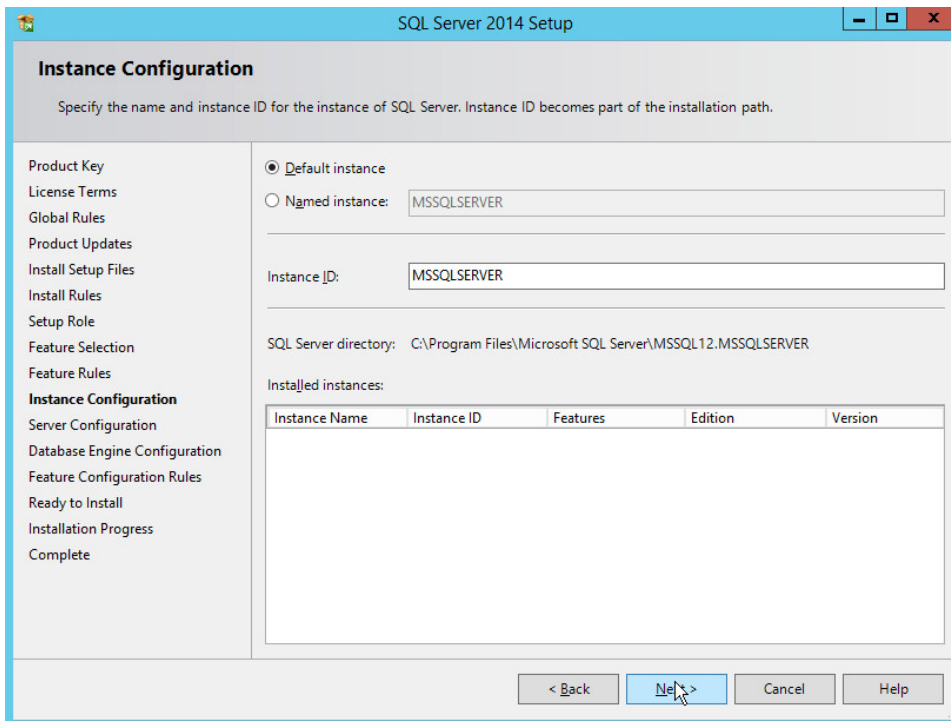 SQL Server 2014 Setup
Instance Configuration
Specify the name and instance ID for the instance of SQL Server. Instance ID becomes part of the installation path.
Product Key
License Terms
Global Rules
Product Updates
Install Setup Files
Install Rules
Setup Role
Feature Selection
Feature Rules
Instance Configuration
Server Configuration
Database Engine Configuration
Feature Configuration Rules
Ready to Install
Installation Progress
Complete
Default instance
Named instance: MSSQLSERVER
Instance ID: MSSQLSERVER
SQL Server directory: C:\Program Files\Microsoft SQL Server\MSSQL12.MSSQLSERVER
Installed instances:
Instance Name Instance ID Features Edition Version
< Back Next > Cancel Help